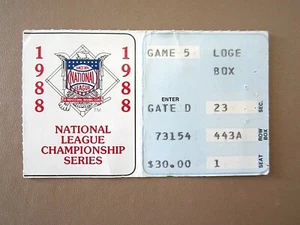 1988
NATIONAL
LEAGUE
1988
NATIONAL
LEAGUE
CHAMPIONSHIP
SERIES
GAME 5 LOGE
BOX
ENTER
GATE D 23 SEC.
73154 443A ROW BOX
$30.00 1 SEAT